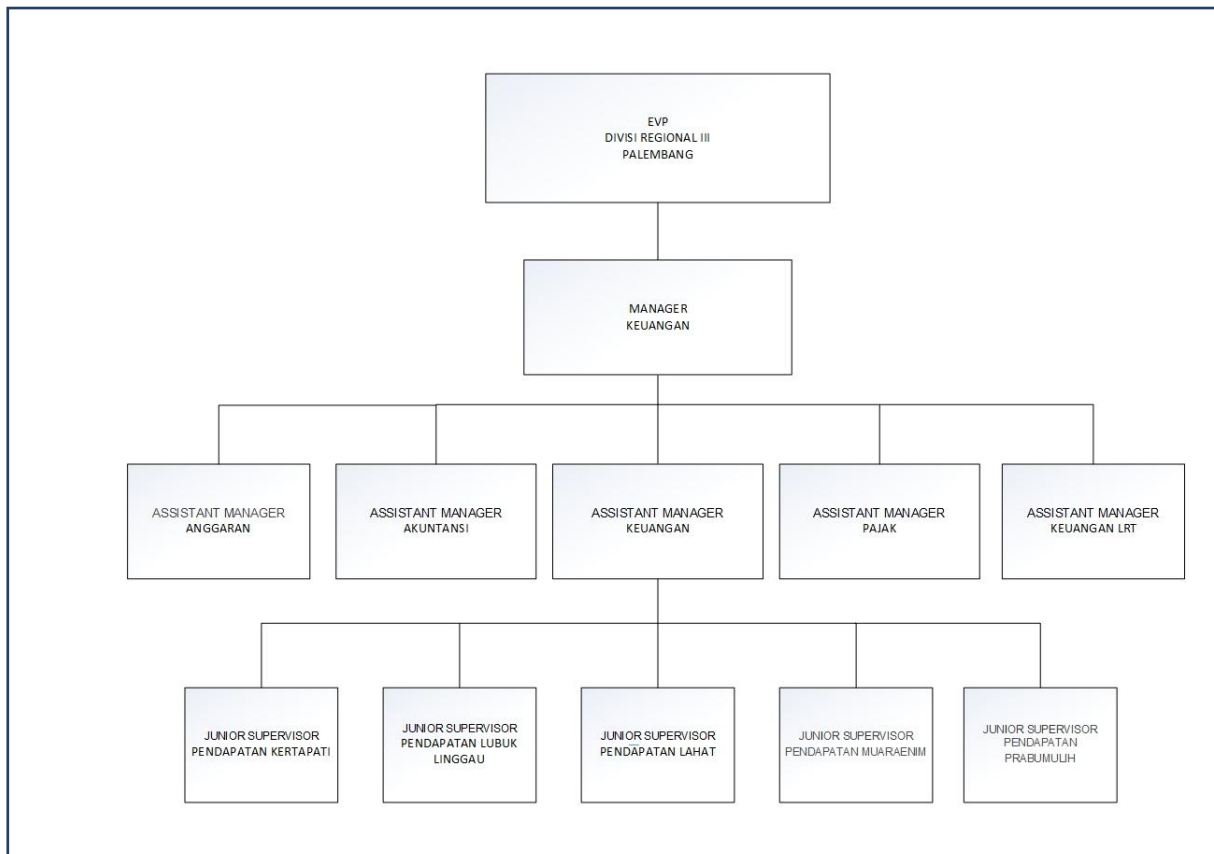 EVP
DIVISI REGIONAL III
PALEMBANG
MANAGER
KEUANGAN
ASSISTANT MANAGER
ANGGARAN
ASSISTANT MANAGER
AKUNTANSI
ASSISTANT MANAGER
KEUANGAN
ASSISTANT MANAGER
PAJAK
ASSISTANT MANAGER
KEUANGAN LRT
JUNIOR SUPERVISOR
PENDAPATAN KERTAPATI
JUNIOR SUPERVISOR
PENDAPATAN LUBUK
LINGGAU
JUNIOR SUPERVISOR
PENDAPATAN LAHAT
JUNIOR SUPERVISOR
PENDAPATAN MUARAENIM
JUNIOR SUPERVISOR
PENDAPATAN
PRABUMULIH